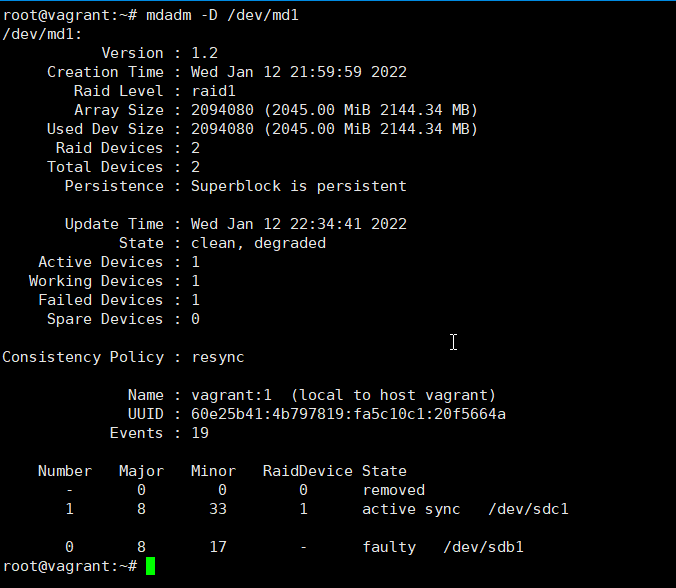 root@vagrant:~# mdadm -D /dev/md1
/dev/md1:
Version : 1.2
Creation Time : Wed Jan 12 21:59:59 2022
Raid Level : raid1
Array Size : 2094080 (2045.00 MiB 2144.34 MB)
Used Dev Size : 2094080 (2045.00 MiB 2144.34 MB)
Raid Devices : 2
Total Devices : 2
Persistence : Superblock is persistent
Update Time : Wed Jan 12 22:34:41 2022
State : clean, degraded
Active Devices : 1
Working Devices : 1
Failed Devices : 1
Spare Devices : 0
Consistency Policy : resync
Name : vagrant:1  (local to host vagrant)
UUID : 60e25b41:4b797819:fa5c10c1:20f5664a
Events : 19
Number   Major   Minor   RaidDevice State
-       0        0        0      removed
1       8       33        1      active sync   /dev/sdc1
0       8       17        -      faulty   /dev/sdb1
root@vagrant:~#